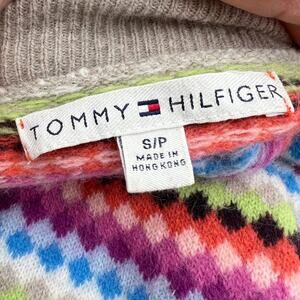 TOMMY HILFIGER
S/P
MADE IN
HONG KONG